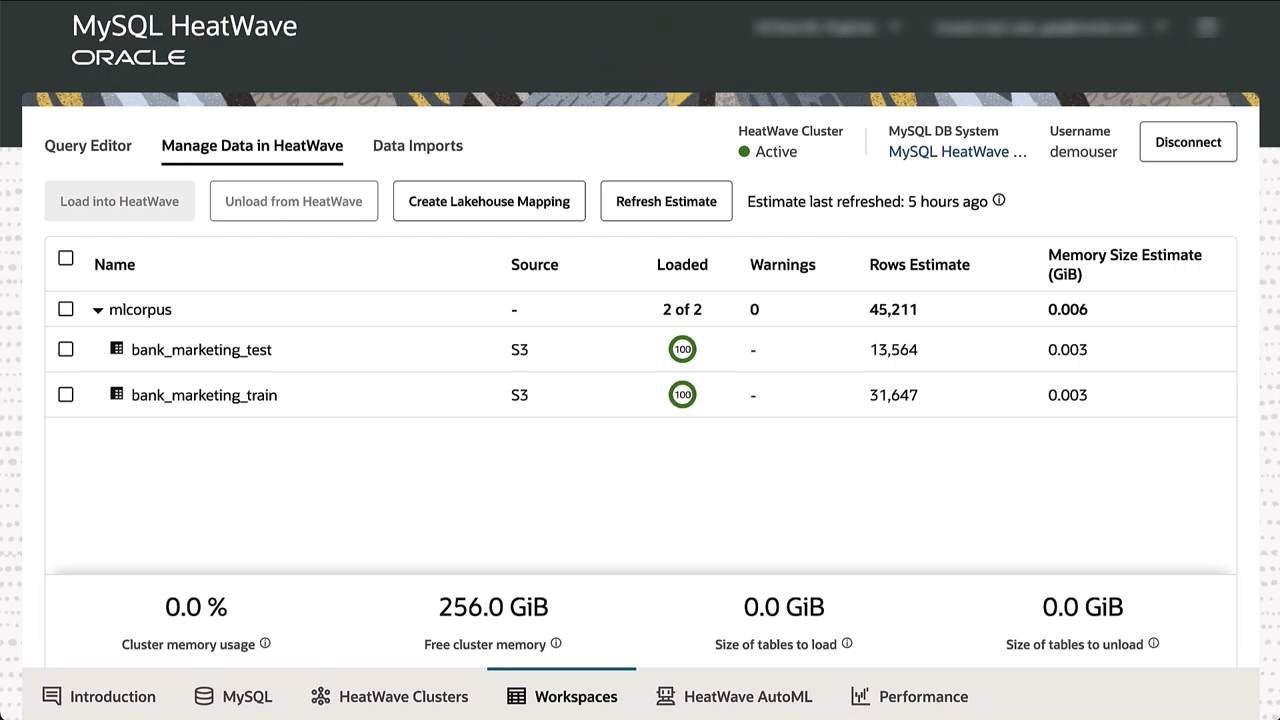 MySQL HeatWave
ORACLE
Query Editor
Manage Data in HeatWave
Data Imports
HeatWave Cluster
Active
MySQL DB System
MySQL HeatWave ...
Username
demouser
Disconnect
Load into HeatWave
Unload from HeatWave
Create Lakehouse Mapping
Refresh Estimate
Estimate last refreshed: 5 hours ago
Name Source Loaded Warnings Rows Estimate Memory Size Estimate
(GiB)
mlcorpus - 2 of 2 0 45,211 0.006
bank_marketing_test S3 100 - 13,564 0.003
bank_marketing_train S3 100 - 31,647 0.003
0.0 %
Cluster memory usage
256.0 GiB
Free cluster memory
0.0 GiB
Size of tables to load
0.0 GiB
Size of tables to unload
Introduction
MySQL
HeatWave Clusters
Workspaces
HeatWave AutoML
Performance